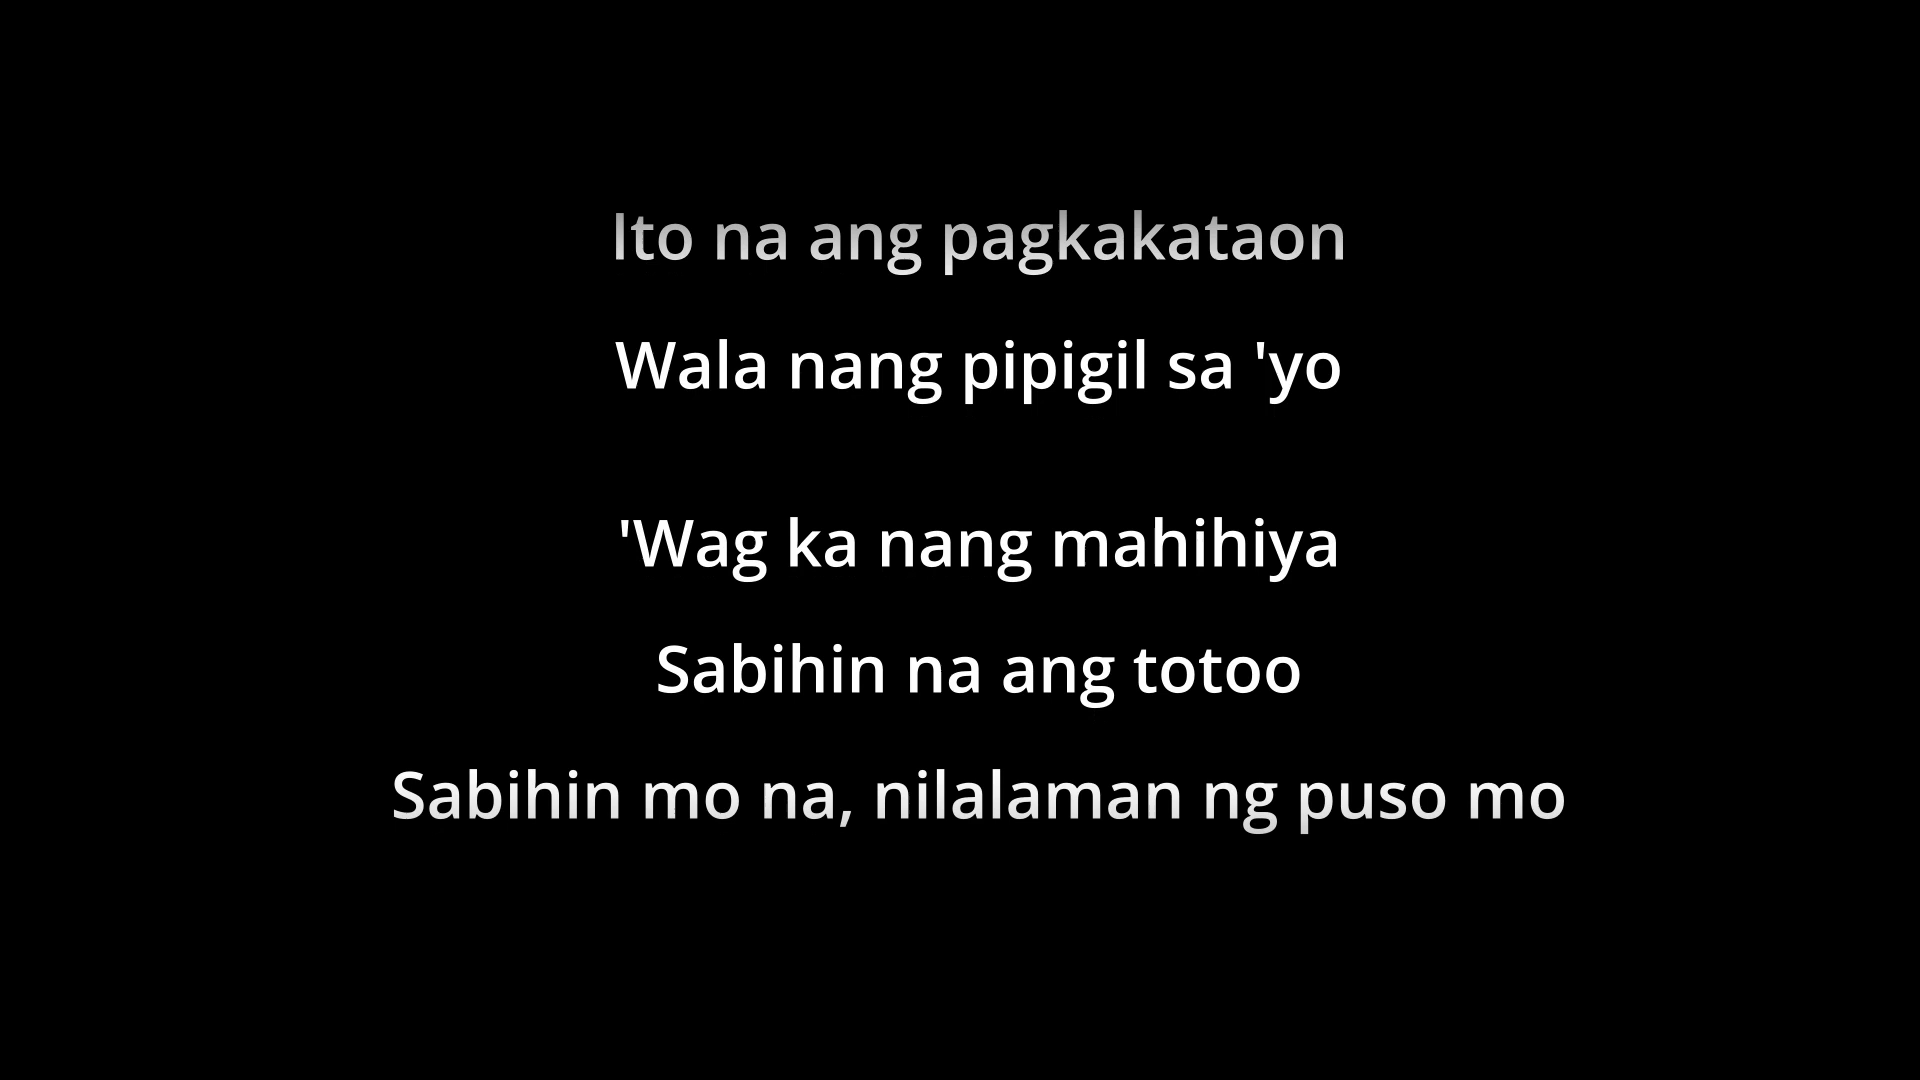 Ito na ang pagkakataon
Wala nang pipigil sa 'yo
'Wag ka nang mahihiya
Sabihin na ang totoo
Sabihin mo na, nilalaman ng puso mo